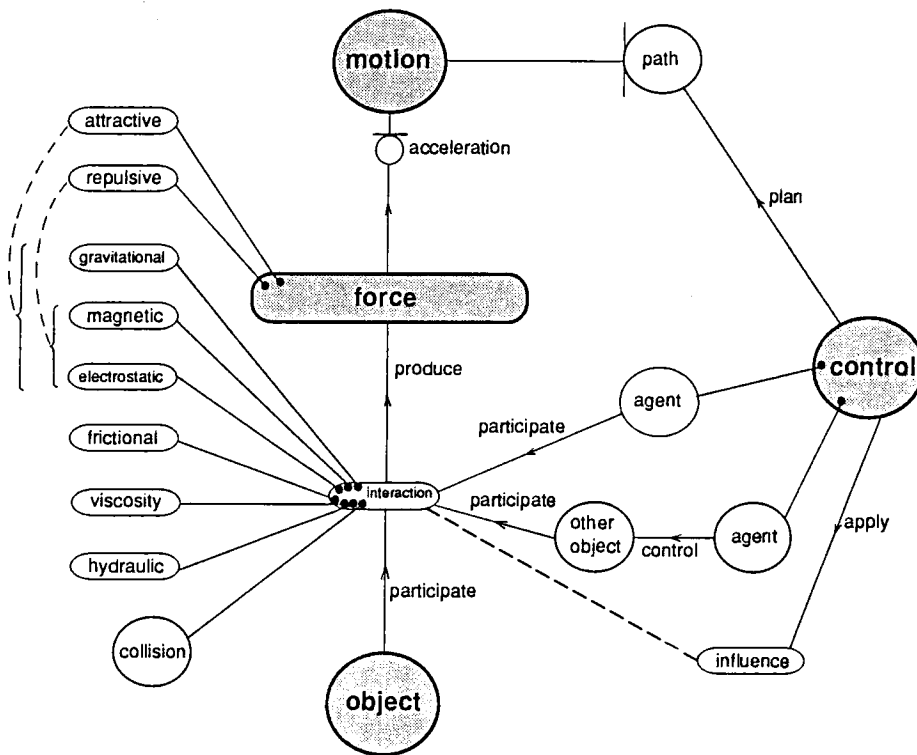 motion
path
attractive
acceleration
repulsive
plan
gravitational
force
magnetic
control
produce
electrostatic
agent
participate
frictional
interaction
participate
viscosity
other
object
control
agent
apply
hydraulic
participate
collision
influence
object